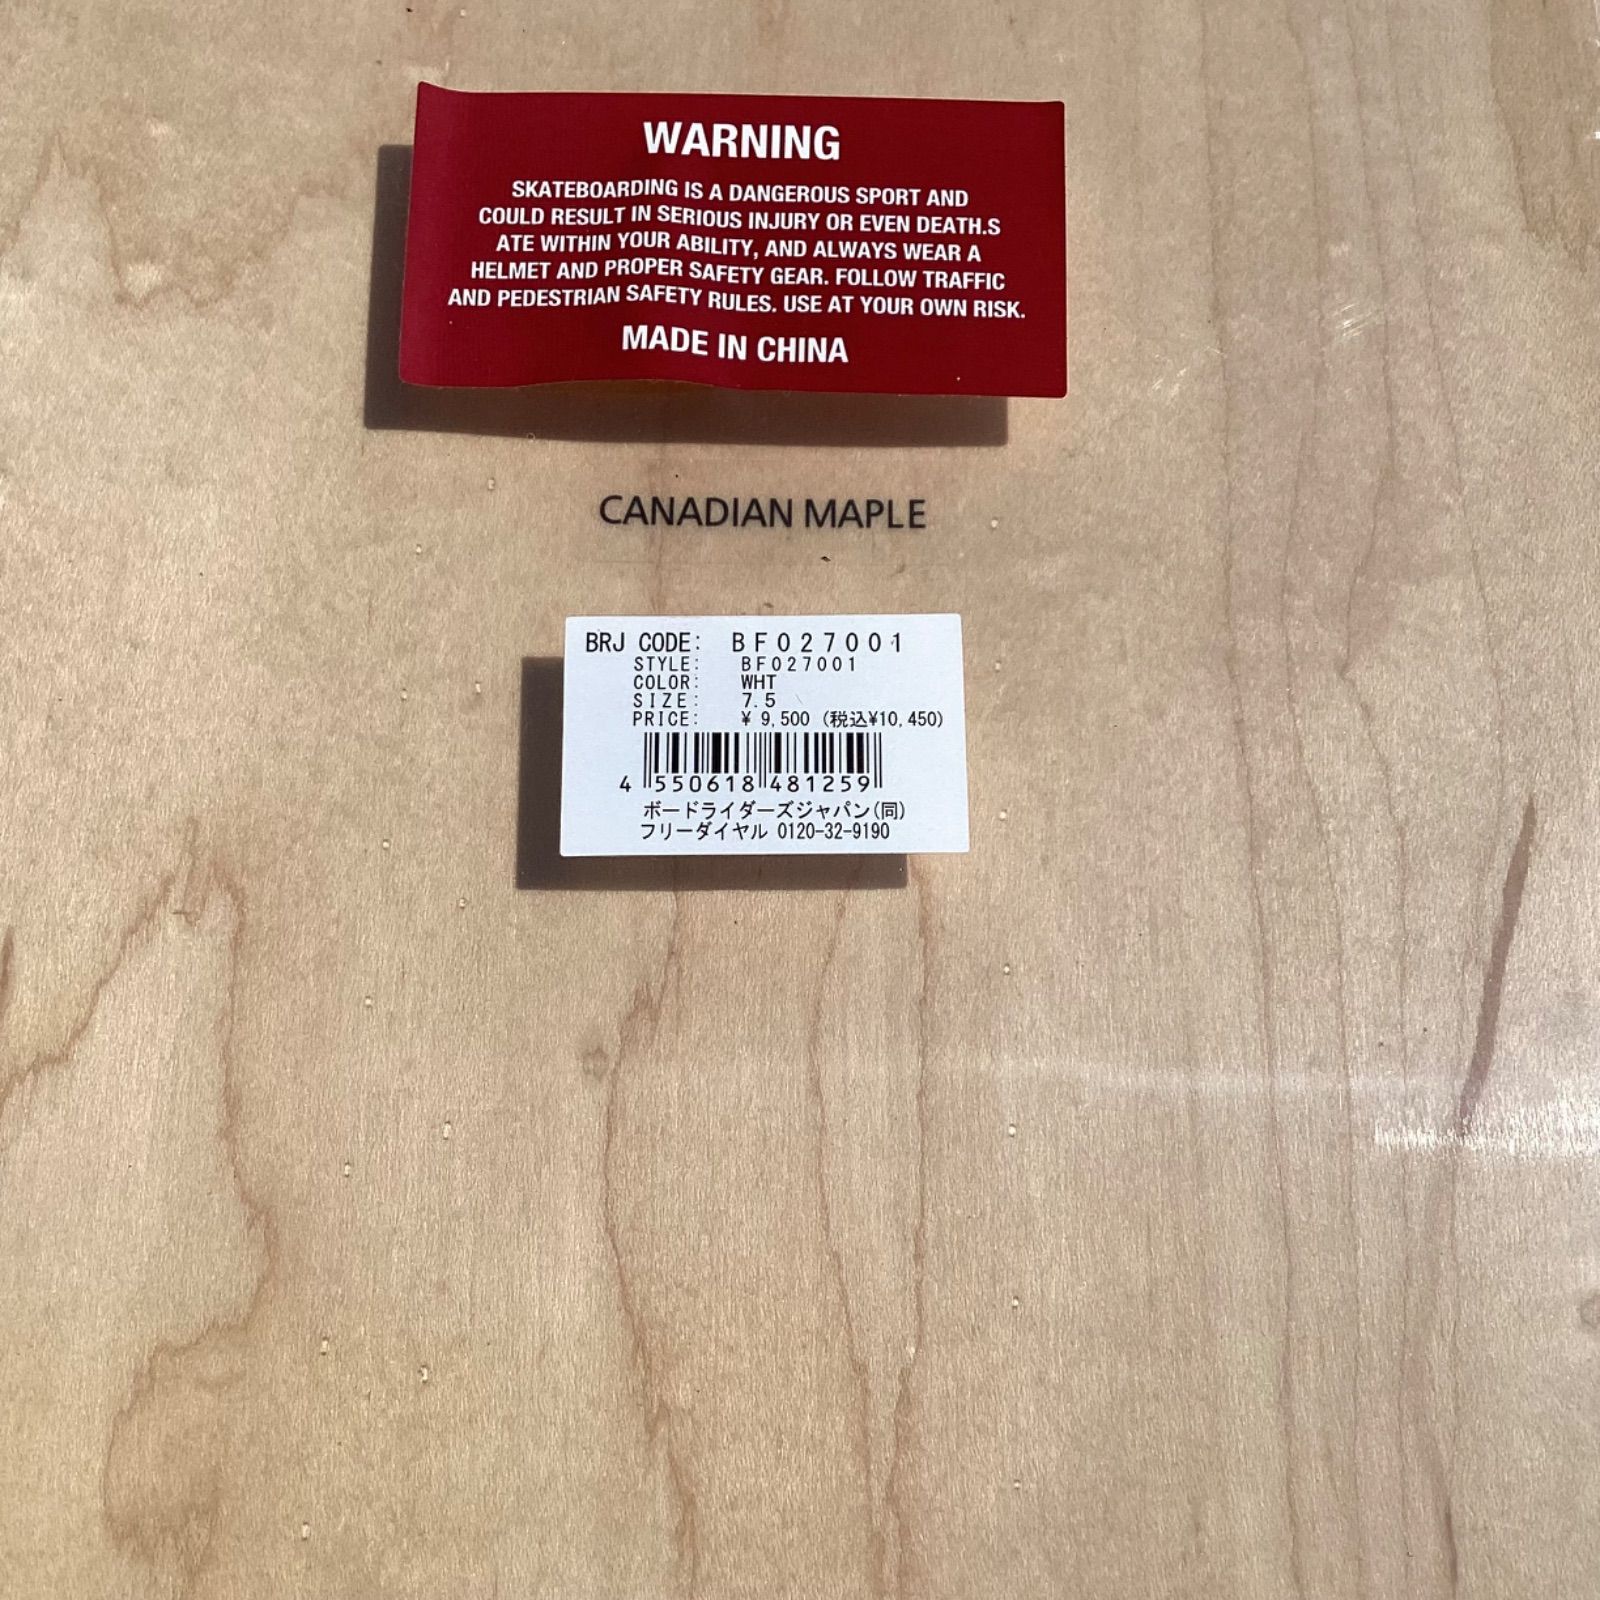 WARNING
SKATEBOARDING IS A DANGEROUS SPORT AND
COULD RESULT IN SERIOUS INJURY OR EVEN DEATH.S
ATE WITHIN YOUR ABILITY, AND ALWAYS WEAR A
HELMET AND PROPER SAFETY GEAR. FOLLOW TRAFFIC
AND PEDESTRIAN SAFETY RULES. USE AT YOUR OWN RISK.
MADE IN CHINA
CANADIAN MAPLE
BRJ CODE: BF027001
STYLE: BF027001
COLOR: WHT
SIZE: 7.5
PRICE: ¥ 9,500 (税込¥10,450)
4 550618 481259
ボードライダーズジャパン(同)
フリーダイヤル 0120-32-9190